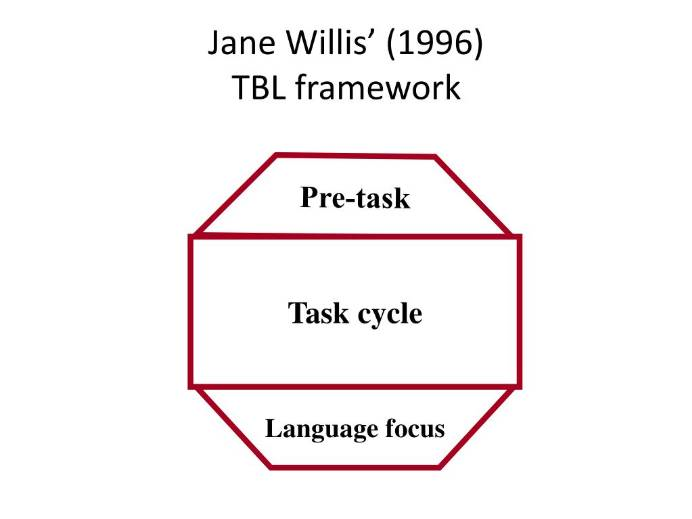 Jane Willis’ (1996)
TBL framework
Pre-task
Task cycle
Language focus